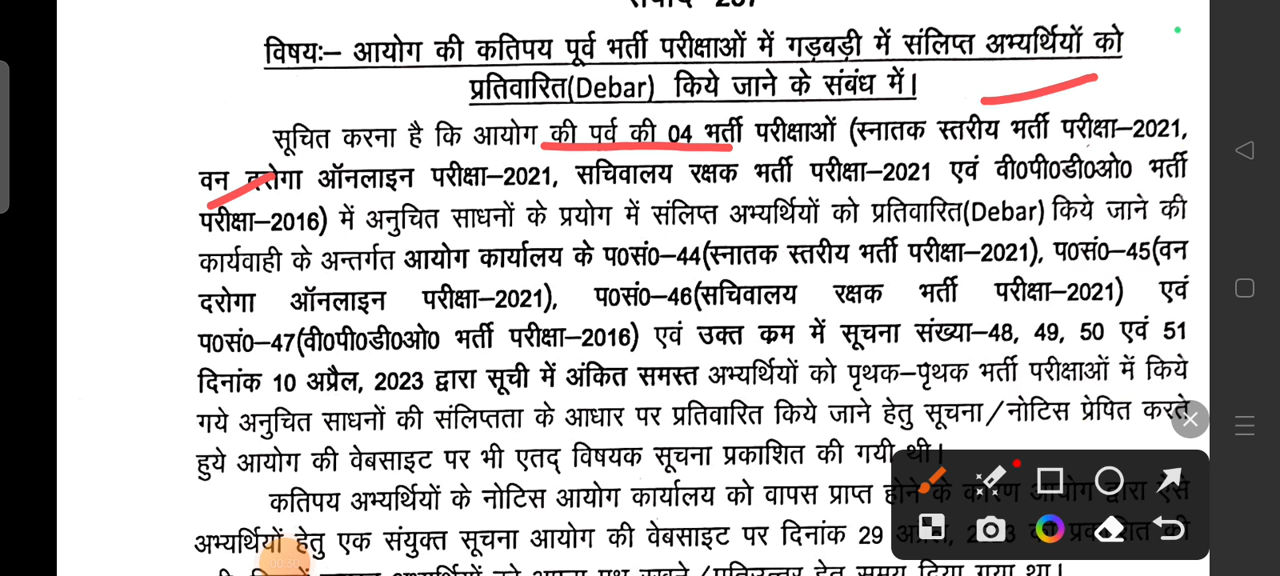 विषयः– आयोग की कतिपय पूर्व भर्ती परीक्षाओं में गड़बड़ी में संलिप्त अभ्यर्थियों को
प्रतिवारित(Debar) किये जाने के संबंध में।
सूचित करना है कि आयोग की पर्व की 04 भर्ती परीक्षाओं (स्नातक स्तरीय भर्ती परीक्षा–2021,
वन दरोगा ऑनलाइन परीक्षा–2021, सचिवालय रक्षक भर्ती परीक्षा–2021 एवं वी0पी0डी0ओ0 भर्ती
परीक्षा–2016) में अनुचित साधनों के प्रयोग में संलिप्त अभ्यर्थियों को प्रतिवारित(Debar) किये जाने की
कार्यवाही के अन्तर्गत आयोग कार्यालय के प0सं0–44(स्नातक स्तरीय भर्ती परीक्षा–2021), प0सं0–45(वन
दरोगा ऑनलाइन परीक्षा–2021), प0सं0–46(सचिवालय रक्षक भर्ती परीक्षा–2021) एवं
प0सं0–47(वी0पी0डी0ओ0 भर्ती परीक्षा–2016) एवं उक्त क्रम में सूचना संख्या–48, 49, 50 एवं 51
दिनांक 10 अप्रैल, 2023 द्वारा सूची में अंकित समस्त अभ्यर्थियों को पृथक–पृथक भर्ती परीक्षाओं में किये
गये अनुचित साधनों की संलिप्तता के आधार पर प्रतिवारित किये जाने हेतु सूचना/नोटिस प्रेषित करते
हुये आयोग की वेबसाइट पर भी एतद् विषयक सूचना प्रकाशित की गयी थी।
कतिपय अभ्यर्थियों के नोटिस आयोग कार्यालय को वापस प्राप्त होने के कारण आयोग द्वारा ऐसे
अभ्यर्थियों हेतु एक संयुक्त सूचना आयोग की वेबसाइट पर दिनांक 29
00:30